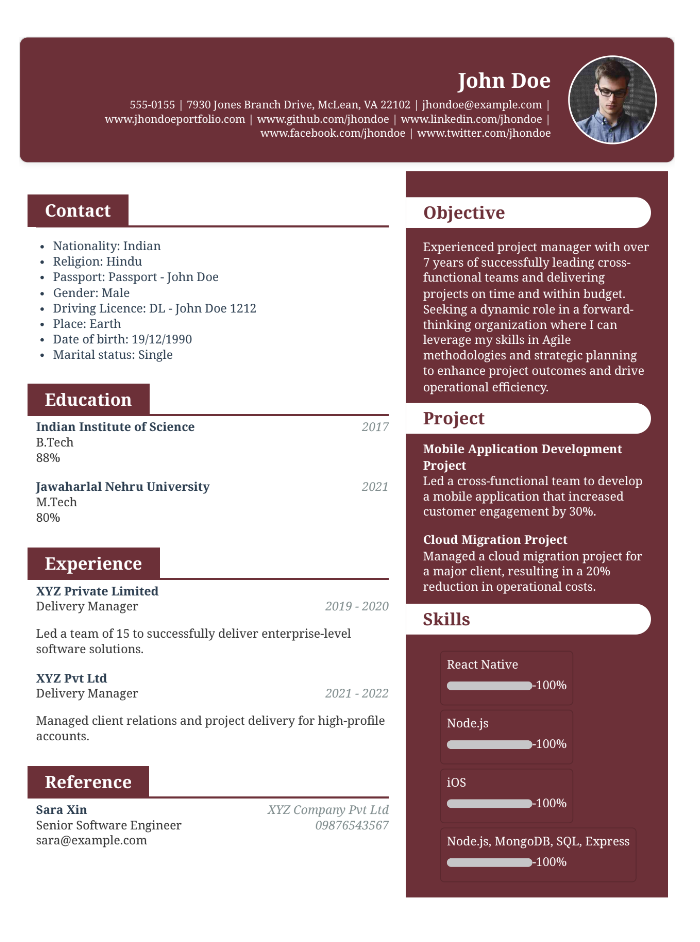 John Doe
555-0155 | 7930 Jones Branch Drive, McLean, VA 22102 | jhondoe@example.com |
www.jhondoeportfolio.com | www.github.com/jhondoe | www.linkedin.com/jhondoe |
www.facebook.com/jhondoe | www.twitter.com/jhondoe
Contact
• Nationality: Indian
• Religion: Hindu
• Passport: Passport - John Doe
• Gender: Male
• Driving Licence: DL - John Doe 1212
• Place: Earth
• Date of birth: 19/12/1990
• Marital status: Single
Education
Indian Institute of Science 2017
B.Tech
88%
Jawaharlal Nehru University 2021
M.Tech
80%
Experience
XYZ Private Limited
Delivery Manager 2019 - 2020
Led a team of 15 to successfully deliver enterprise-level
software solutions.
XYZ Pvt Ltd
Delivery Manager 2021 - 2022
Managed client relations and project delivery for high-profile
accounts.
Reference
Sara Xin XYZ Company Pvt Ltd
Senior Software Engineer 09876543567
sara@example.com
Objective
Experienced project manager with over
7 years of successfully leading cross-
functional teams and delivering
projects on time and within budget.
Seeking a dynamic role in a forward-
thinking organization where I can
leverage my skills in Agile
methodologies and strategic planning
to enhance project outcomes and drive
operational efficiency.
Project
Mobile Application Development
Project
Led a cross-functional team to develop
a mobile application that increased
customer engagement by 30%.
Cloud Migration Project
Managed a cloud migration project for
a major client, resulting in a 20%
reduction in operational costs.
Skills
React Native
-100%
Node.js
-100%
iOS
-100%
Node.js, MongoDB, SQL, Express
-100%